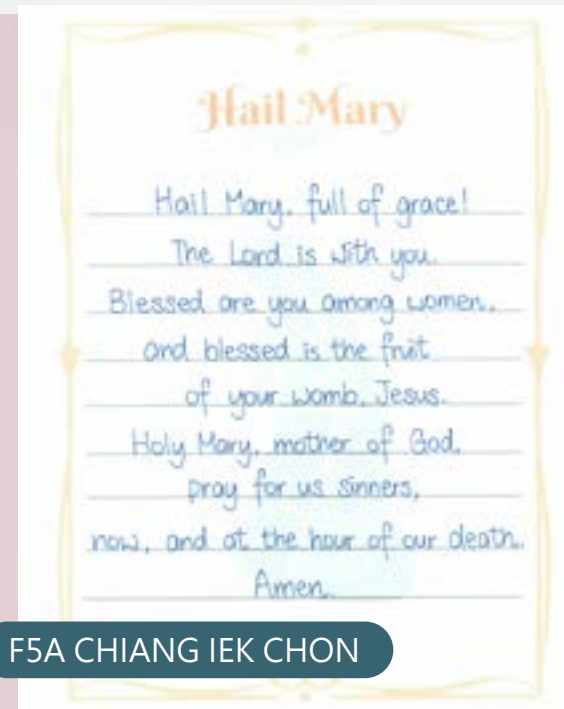 Hail Mary
Hail Mary, full of grace!
The Lord is with you.
Blessed are you among women,
and blessed is the fruit
of your womb, Jesus.
Holy Mary, mother of God,
pray for us sinners,
now, and at the hour of our death.
Amen.
F5A CHIANG IEK CHON